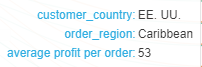 customer_country: EE. UU.
order_region: Caribbean
average profit per order: 53